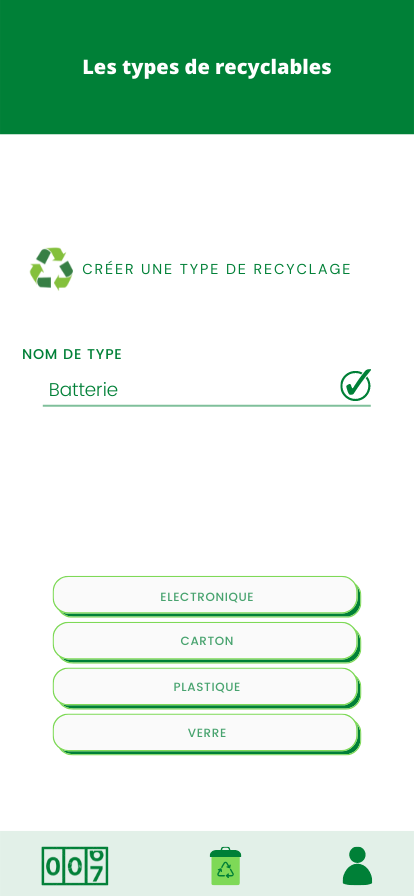 Les types de recyclables
CRÉER UNE TYPE DE RECYCLAGE
NOM DE TYPE
Batterie
ELECTRONIQUE
CARTON
PLASTIQUE
VERRE
007